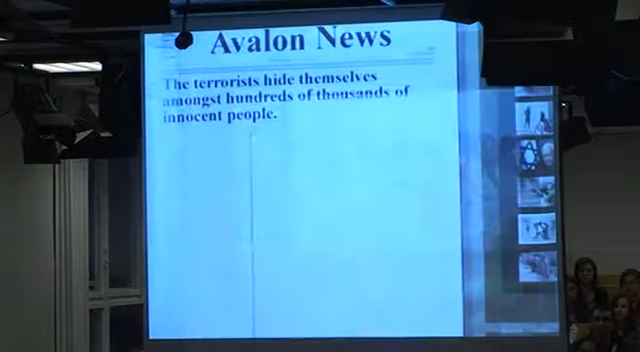 Avalon News
The terrorists hide themselves
amongst hundreds of thousands of
innocent people.